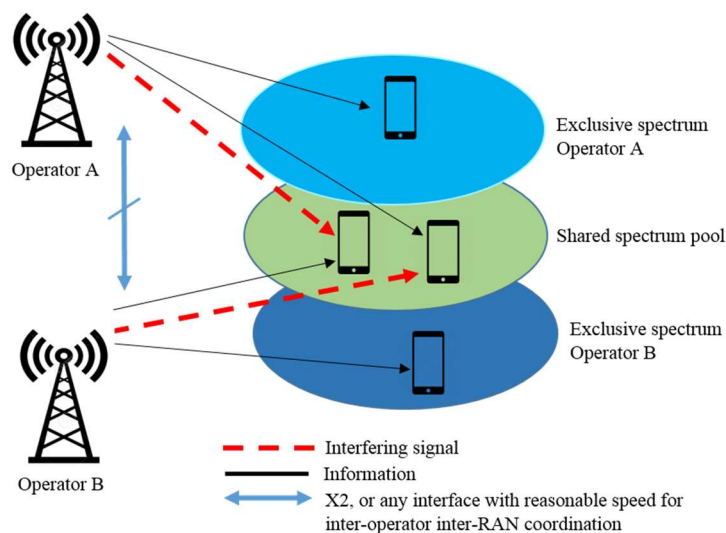 Operator A
Exclusive spectrum
Operator A
Shared spectrum pool
Exclusive spectrum
Operator B
Operator B
Interfering signal
Information
X2, or any interface with reasonable speed for
inter-operator inter-RAN coordination